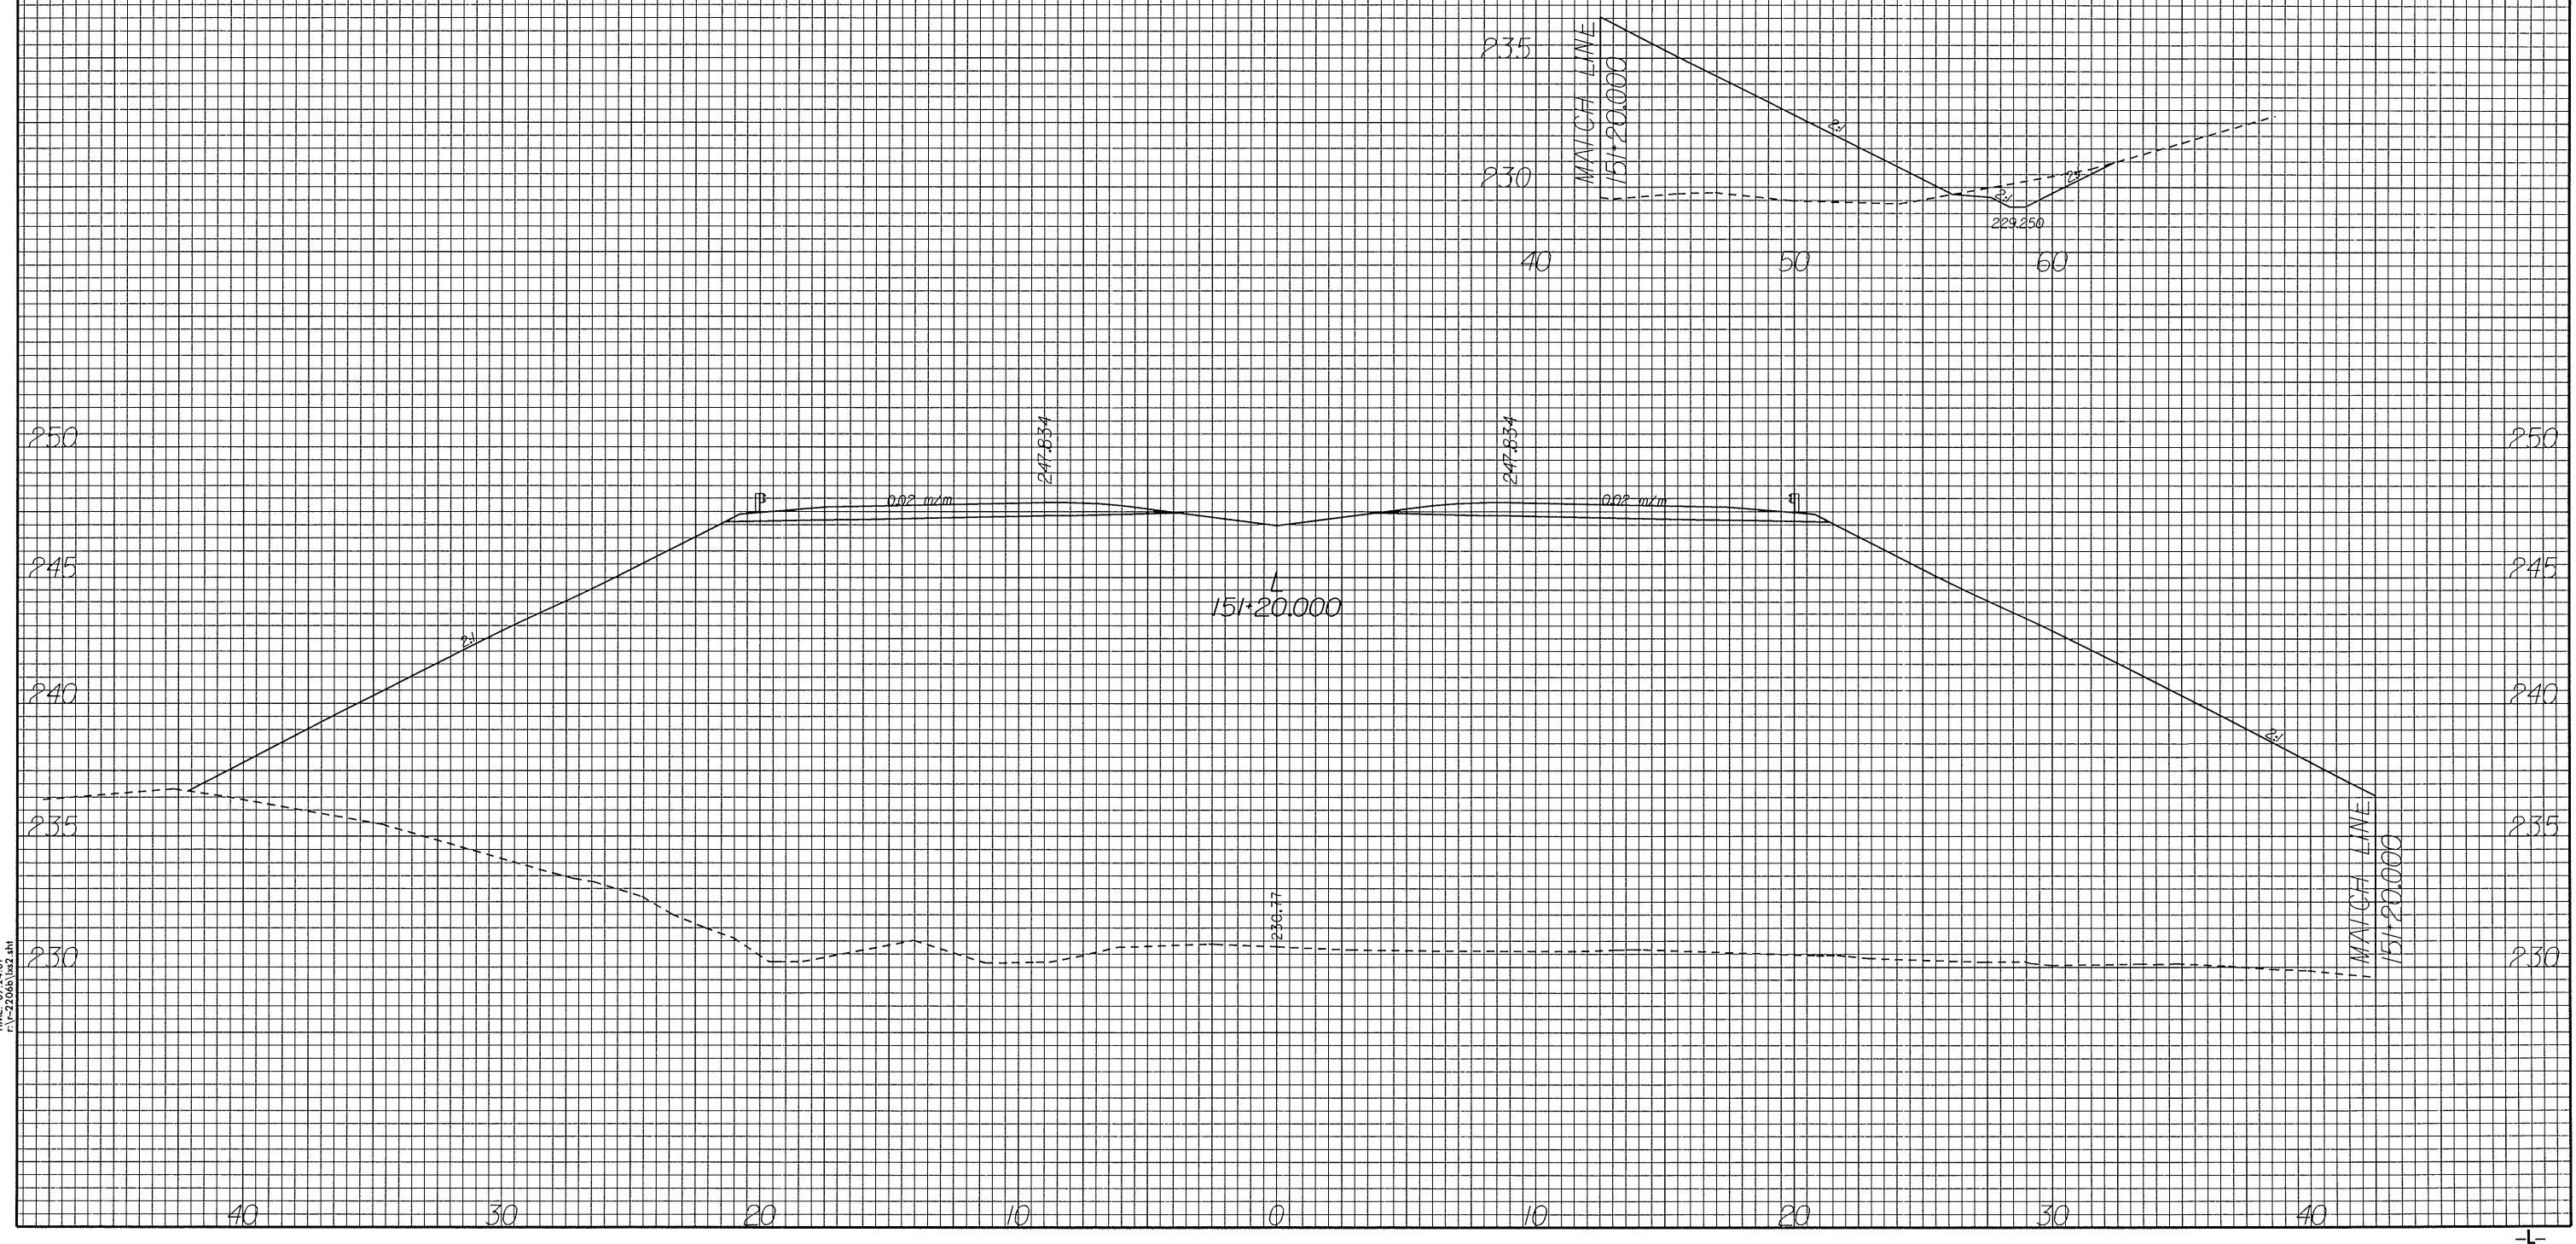 235
MATCH LINE
151+20.000
2:1
230
2:1
2:1
229.250
40 50 60
247.834 247.834
250 250
0.02 m/m 0.02 m/m
245 245
L
151+20.000
2:1
240 240
2:1
235 235
MATCH LINE
151+20.000
230.77
230 230
r:\r-2206b\lxs2.sht
40 30 20 10 0 10 20 30 40
-L-